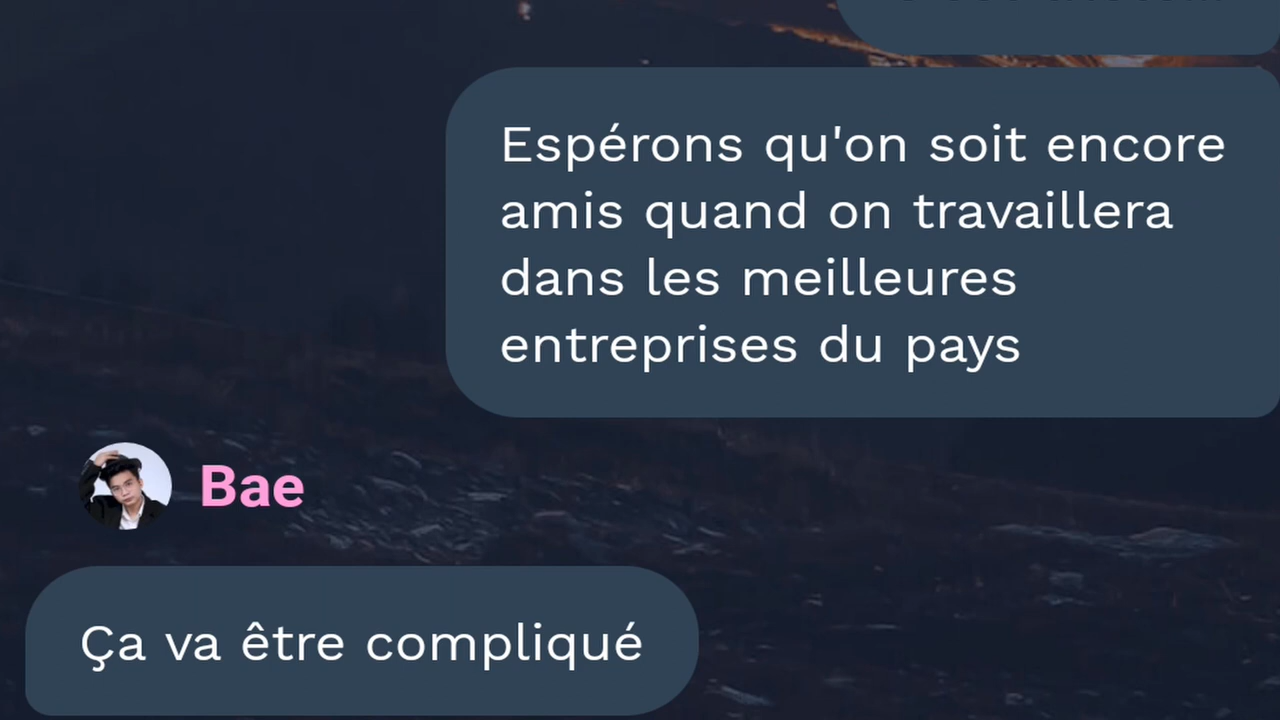 Espérons qu'on soit encore
amis quand on travaillera
dans les meilleures
entreprises du pays
Bae
Ça va être compliqué